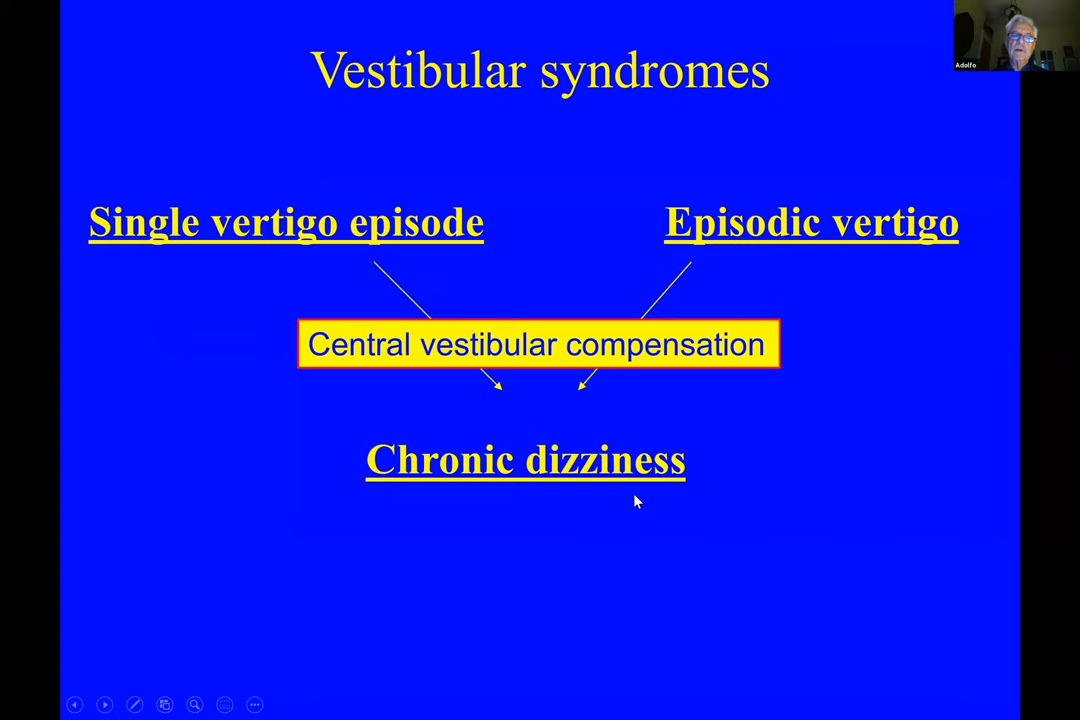 Vestibular syndromes
Adolfo
Single vertigo episode
Episodic vertigo
Central vestibular compensation
Chronic dizziness